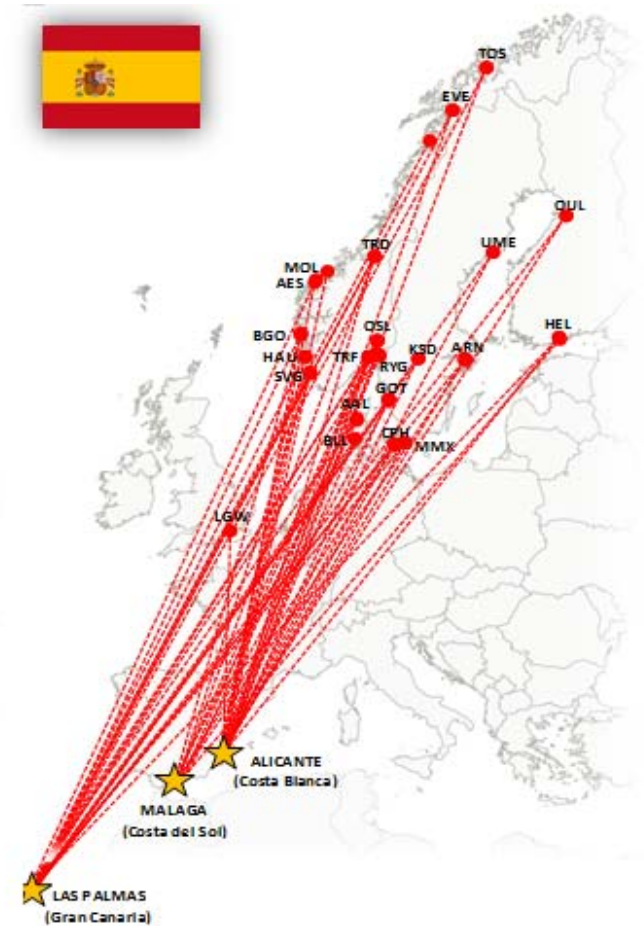 TOS
EVE
OUL
TRD
UME
MOL
AES
BGO
OSL
HEL
HAU
TRF
KSD
ARN
SVG
RYG
GOT
AAL
BLL
CPH
MMX
LGW
ALICANTE
(Costa Blanca)
MALAGA
(Costa del Sol)
LAS PALMAS
(Gran Canaria)